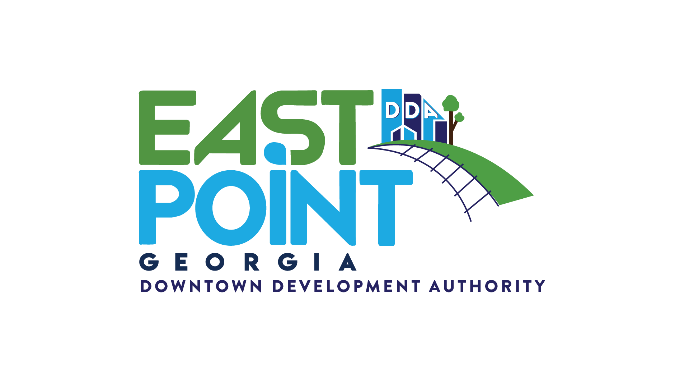 EAST
DDA
POINT
GEORGIA
DOWNTOWN DEVELOPMENT AUTHORITY